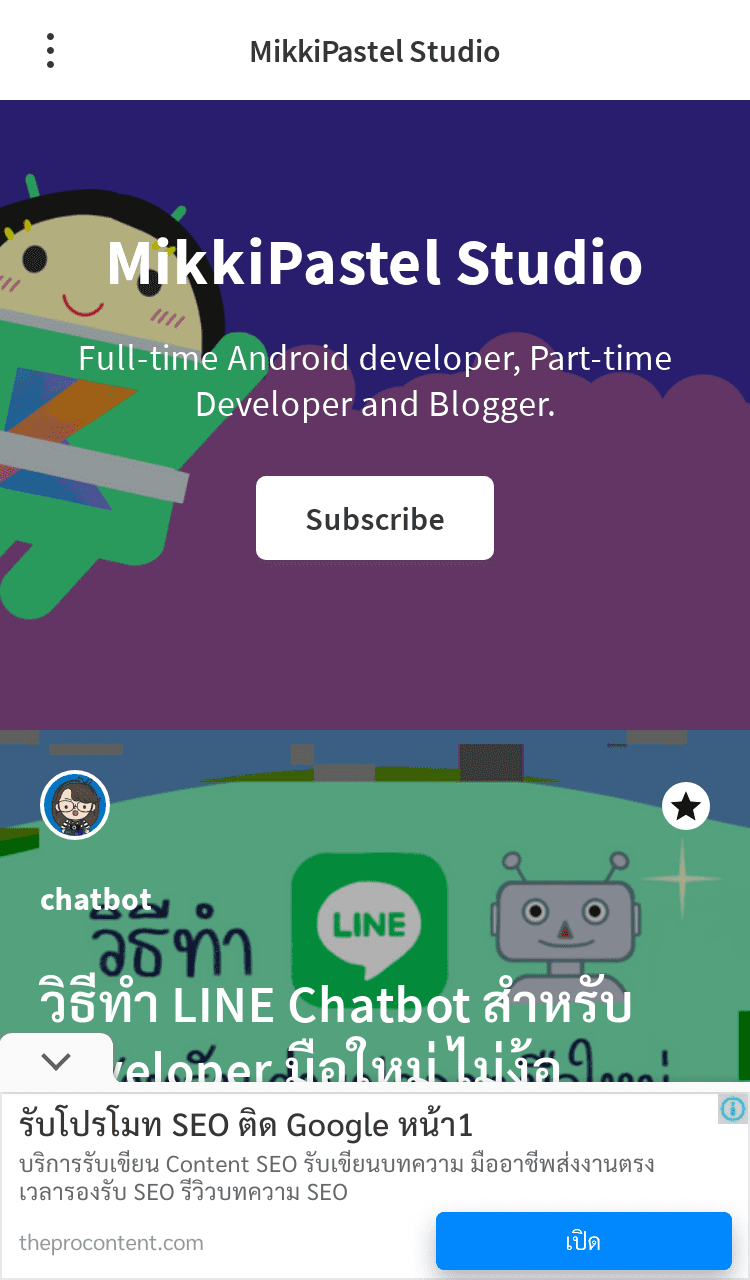 MikkiPastel Studio
MikkiPastel Studio
Full-time Android developer, Part-time
Developer and Blogger.
Subscribe
chatbot
LINE
วิธีทำ
วิธีทำ LINE Chatbot สำหรับ
veloper มือใหม่ ไม่ง้อ
รับโปรโมท SEO ติด Google หน้า1
บริการรับเขียน Content SEO รับเขียนบทความ มืออาชีพส่งงานตรง
เวลารองรับ SEO รีวิวบทความ SEO
theprocontent.com
เปิด